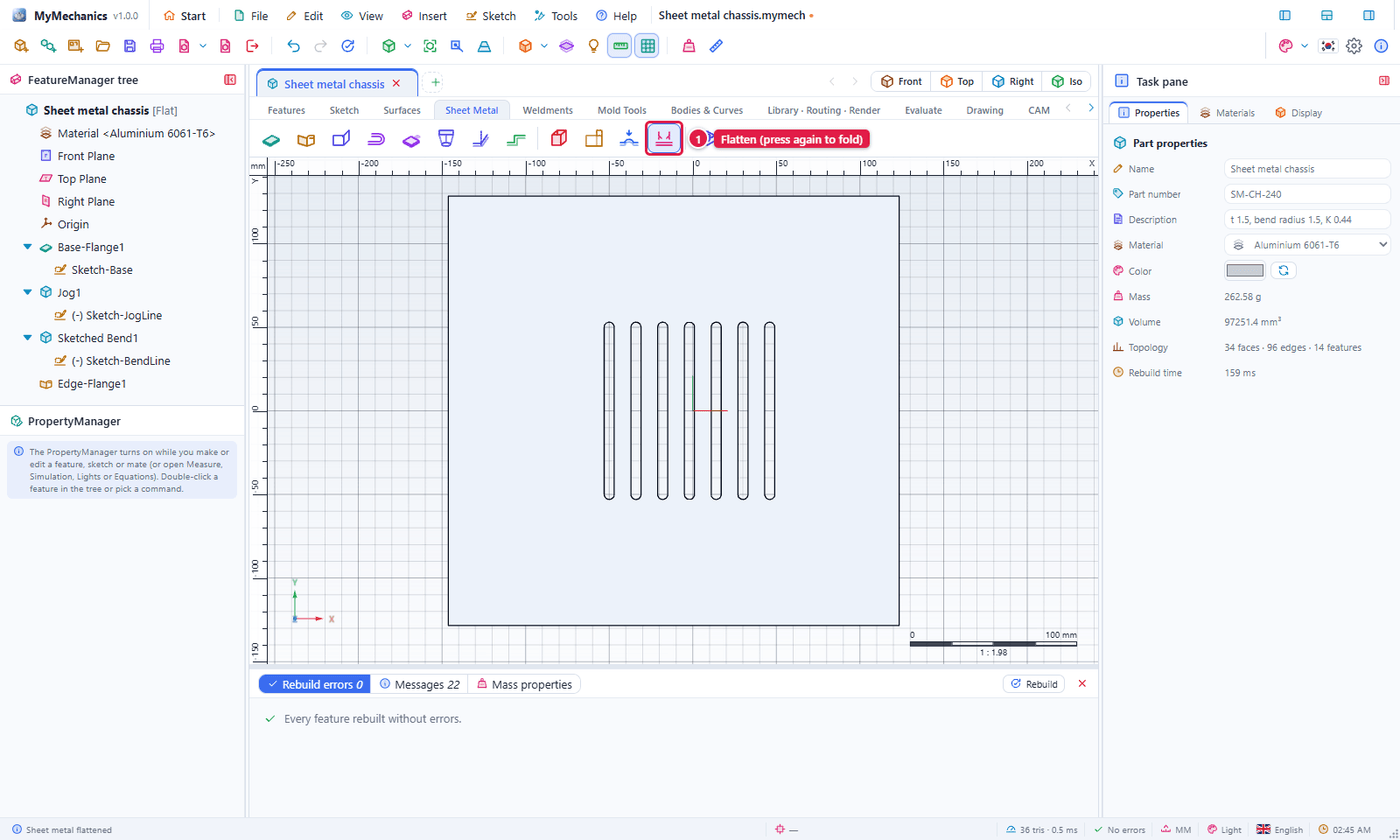 MyMechanics v1.0.0
Start File Edit View Insert Sketch Tools Help Sheet metal chassis.mymech
FeatureManager tree
Sheet metal chassis [Flat]
Material <Aluminium 6061-T6>
Front Plane
Top Plane
Right Plane
Origin
Base-Flange1
Sketch-Base
Jog1
(-) Sketch-JogLine
Sketched Bend1
(-) Sketch-BendLine
Edge-Flange1
PropertyManager
The PropertyManager turns on while you make or
edit a feature, sketch or mate (or open Measure,
Simulation, Lights or Equations). Double-click a
feature in the tree or pick a command.
Sheet metal chassis
Front Top Right Iso
Features Sketch Surfaces Sheet Metal Weldments Mold Tools Bodies & Curves Library · Routing · Render Evaluate Drawing CAM
1 Flatten (press again to fold)
mm -250 -200 -150 -100 -50 0 50 100 150 200 X
Y
100
50
0
-50
-100
-150
Y
X
0 100 mm
1 : 1.98
Rebuild errors 0 Messages 22 Mass properties Rebuild
Every feature rebuilt without errors.
Task pane
Properties Materials Display
Part properties
Name Sheet metal chassis
Part number SM-CH-240
Description t 1.5, bend radius 1.5, K 0.44
Material Aluminium 6061-T6
Color
Mass 262.58 g
Volume 97251.4 mm³
Topology 34 faces · 96 edges · 14 features
Rebuild time 159 ms
Sheet metal flattened — 36 tris · 0.5 ms No errors MM Light English 02:45 AM